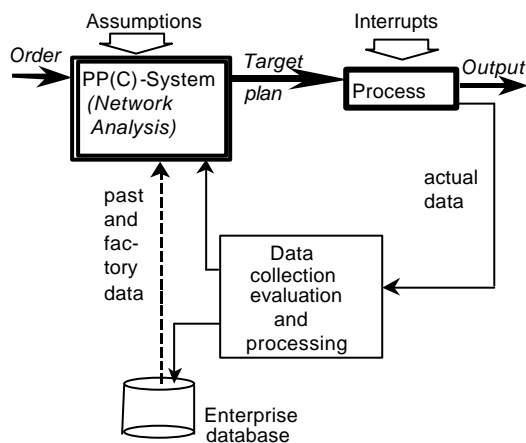 Assumptions
Interrupts
Order
PP(C)-System
(Network
Analysis)
Target
plan
Process
Output
past
and
fac-
tory
data
actual
data
Data
collection
evaluation
and
processing
Enterprise
database